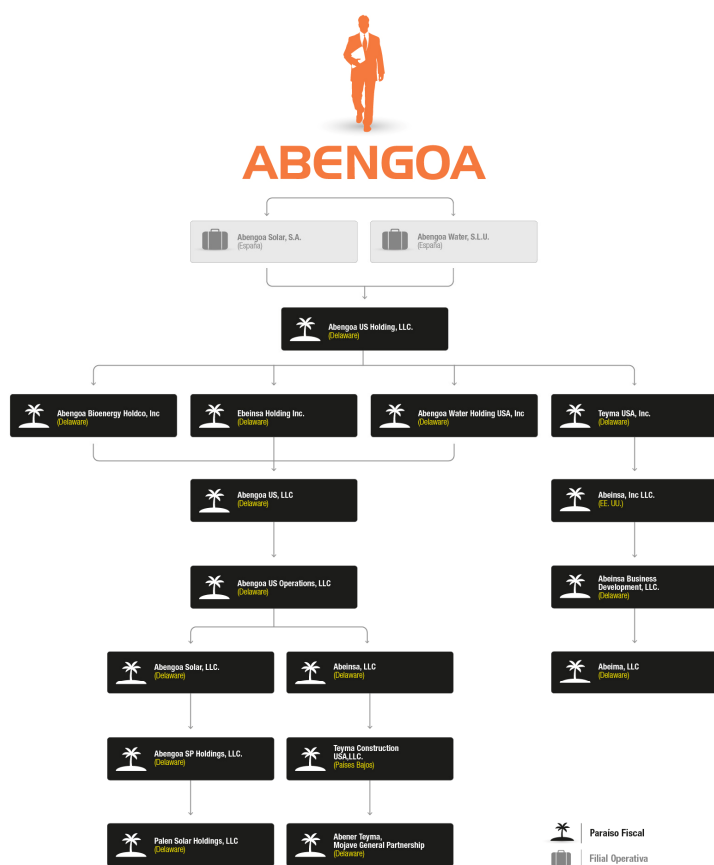 ABENGOA
Abengoa Solar, S.A.
(España)
Abengoa Water, S.L.U.
(España)
Abengoa US Holding, LLC.
(Delaware)
Abengoa Bioenergy Holdco, Inc
(Delaware)
Ebeinsa Holding Inc.
(Delaware)
Abengoa Water Holding USA, Inc
(Delaware)
Teyma USA, Inc.
(Delaware)
Abengoa US, LLC
(Delaware)
Abeinsa, Inc LLC.
(EE. UU.)
Abengoa US Operations, LLC
(Delaware)
Abeinsa Business
Development, LLC.
(Delaware)
Abengoa Solar, LLC.
(Delaware)
Abeinsa, LLC
(Delaware)
Abeima, LLC
(Delaware)
Abengoa SP Holdings, LLC.
(Delaware)
Teyma Construction
USA,LLC.
(Países Bajos)
Palen Solar Holdings, LLC
(Delaware)
Abener Teyma,
Mojave General Partnership
(Delaware)
Paraiso Fiscal
Filial Operativa